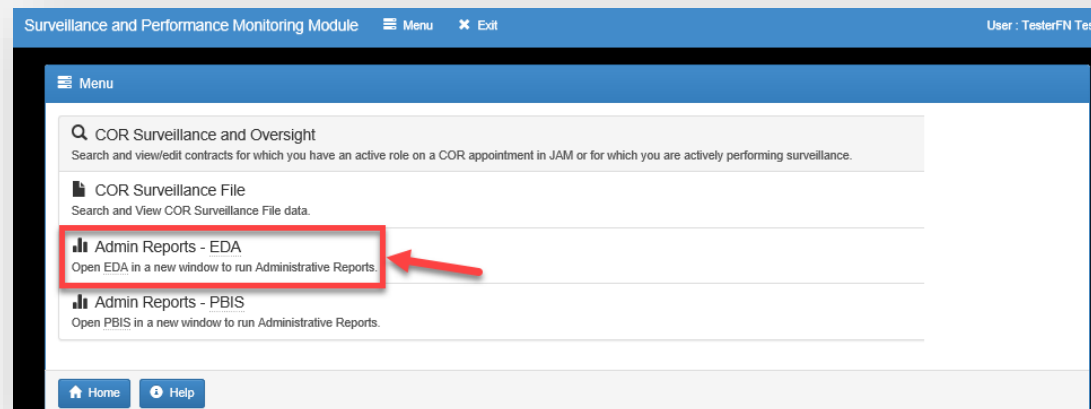 Surveillance and Performance Monitoring Module Menu Exit User : TesterFN Tes
Menu
COR Surveillance and Oversight
Search and view/edit contracts for which you have an active role on a COR appointment in JAM or for which you are actively performing surveillance.
COR Surveillance File
Search and View COR Surveillance File data.
Admin Reports - EDA
Open EDA in a new window to run Administrative Reports.
Admin Reports - PBIS
Open PBIS in a new window to run Administrative Reports.
Home Help